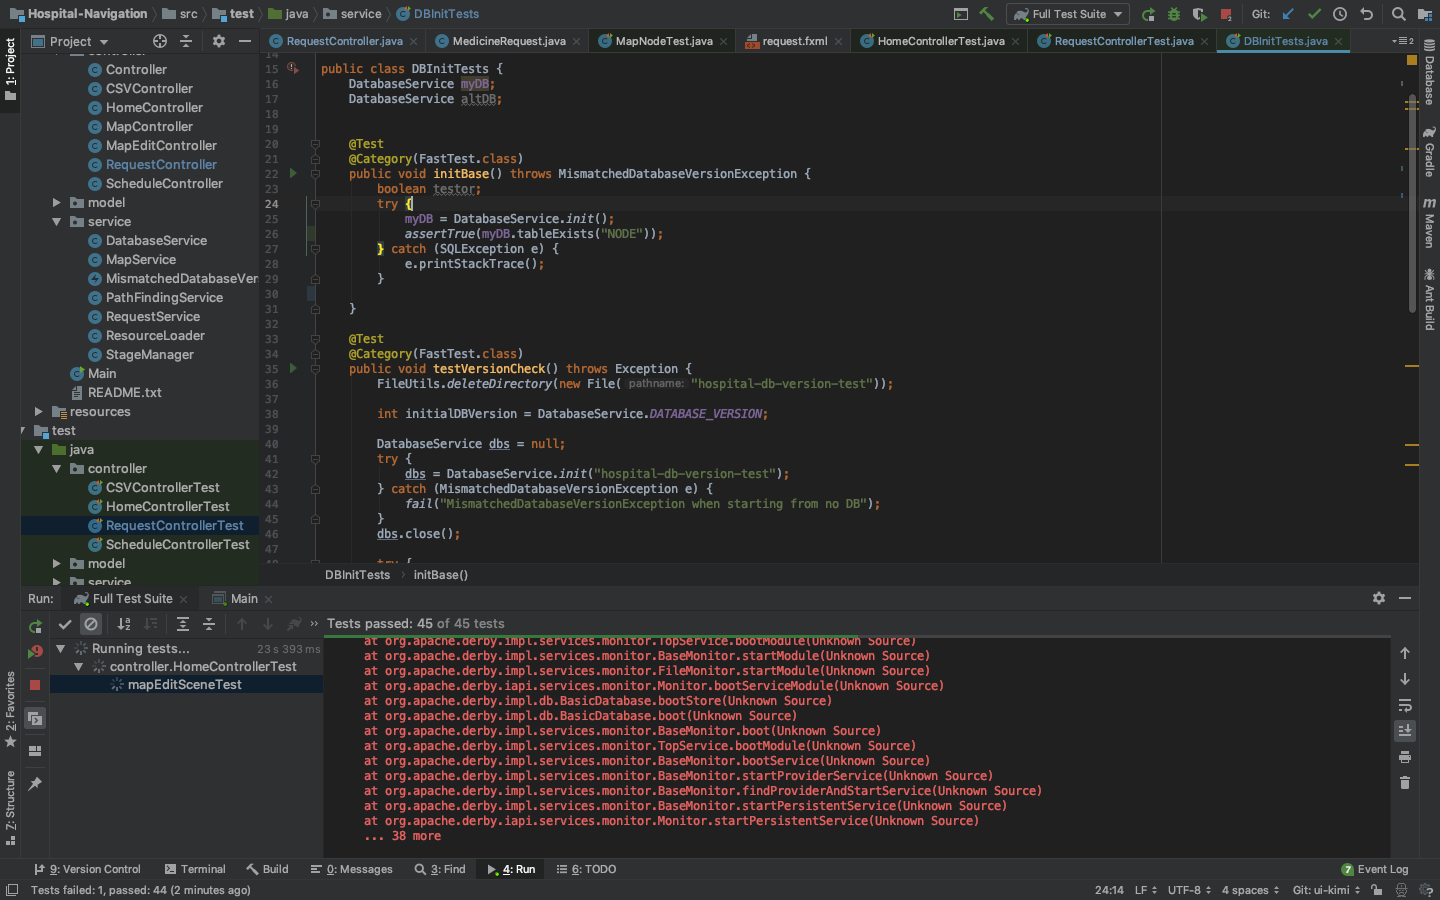 Hospital-Navigation src test java service DBInitTests Full Test Suite Git:
1: Project
Project
RequestController.java MedicineRequest.java MapNodeTest.java request.fxml HomeControllerTest.java RequestControllerTest.java DBInitTests.java 2
Controller
CSVController
HomeController
MapController
MapEditController
RequestController
ScheduleController
model
service
DatabaseService
MapService
MismatchedDatabaseVer
PathFindingService
RequestService
ResourceLoader
StageManager
Main
README.txt
resources
test
java
controller
CSVControllerTest
HomeControllerTest
RequestControllerTest
ScheduleControllerTest
model
service
14
15 public class DBInitTests {
16 DatabaseService myDB;
17 DatabaseService altDB;
18
19
20 @Test
21 @Category(FastTest.class)
22 public void initBase() throws MismatchedDatabaseVersionException {
23 boolean testor;
24 try {
25 myDB = DatabaseService.init();
26 assertTrue(myDB.tableExists("NODE"));
27 } catch (SQLException e) {
28 e.printStackTrace();
29 }
30
31 }
32
33 @Test
34 @Category(FastTest.class)
35 public void testVersionCheck() throws Exception {
36 FileUtils.deleteDirectory(new File( pathname: "hospital-db-version-test"));
37
38 int initialDBVersion = DatabaseService.DATABASE_VERSION;
39
40 DatabaseService dbs = null;
41 try {
42 dbs = DatabaseService.init("hospital-db-version-test");
43 } catch (MismatchedDatabaseVersionException e) {
44 fail("MismatchedDatabaseVersionException when starting from no DB");
45 }
46 dbs.close();
47
48 try {
DBInitTests initBase()
Database
Gradle
Maven
Ant Build
2: Favorites
Z: Structure
Run: Full Test Suite Main
Tests passed: 45 of 45 tests
Running tests... 23 s 393 ms
controller.HomeControllerTest
mapEditSceneTest
at org.apache.derby.impl.services.monitor.TopService.bootModule(Unknown Source)
at org.apache.derby.impl.services.monitor.BaseMonitor.startModule(Unknown Source)
at org.apache.derby.impl.services.monitor.FileMonitor.startModule(Unknown Source)
at org.apache.derby.iapi.services.monitor.Monitor.bootServiceModule(Unknown Source)
at org.apache.derby.impl.db.BasicDatabase.bootStore(Unknown Source)
at org.apache.derby.impl.db.BasicDatabase.boot(Unknown Source)
at org.apache.derby.impl.services.monitor.BaseMonitor.boot(Unknown Source)
at org.apache.derby.impl.services.monitor.TopService.bootModule(Unknown Source)
at org.apache.derby.impl.services.monitor.BaseMonitor.bootService(Unknown Source)
at org.apache.derby.impl.services.monitor.BaseMonitor.startProviderService(Unknown Source)
at org.apache.derby.impl.services.monitor.BaseMonitor.findProviderAndStartService(Unknown Source)
at org.apache.derby.impl.services.monitor.BaseMonitor.startPersistentService(Unknown Source)
at org.apache.derby.iapi.services.monitor.Monitor.startPersistentService(Unknown Source)
... 38 more
9: Version Control Terminal Build 0: Messages 3: Find 4: Run 6: TODO 7 Event Log
Tests failed: 1, passed: 44 (2 minutes ago) 24:14 LF UTF-8 4 spaces Git: ui-kimi